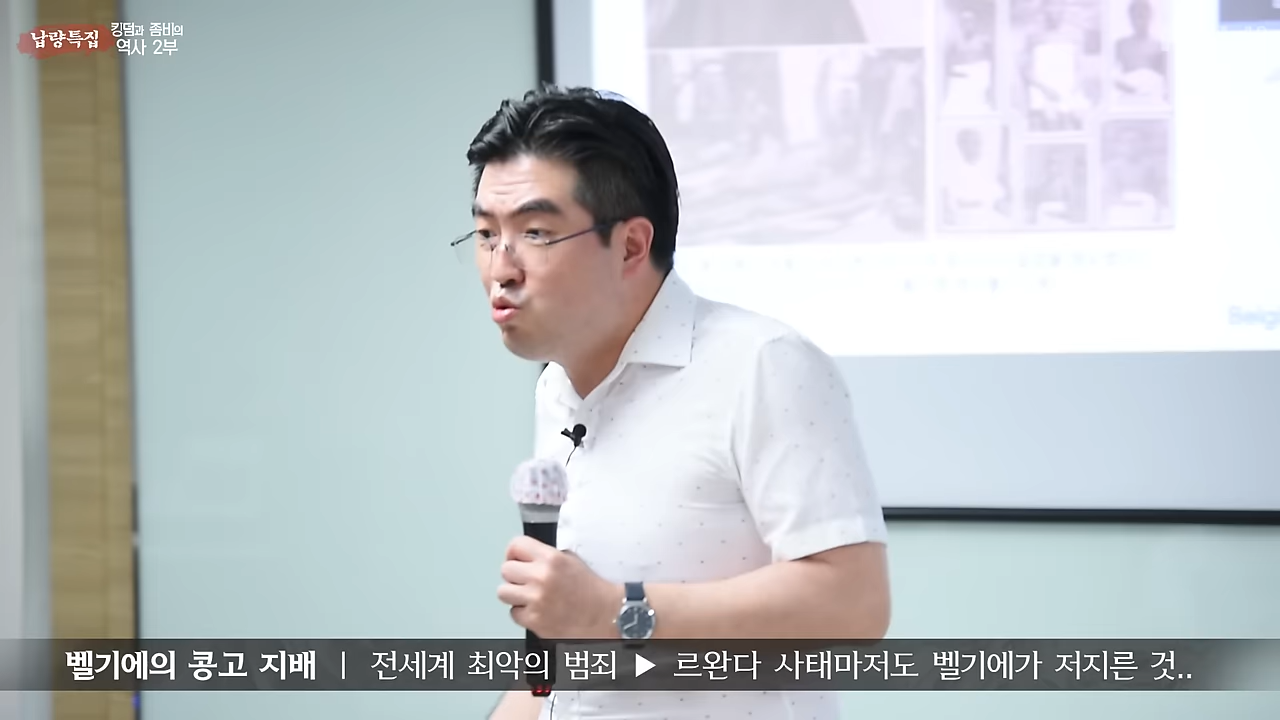 납량특집
킹덤과 좀비의
역사 2부
벨기에의 콩고 지배 | 전세계 최악의 범죄 ▶ 르완다 사태마저도 벨기에가 저지른 것..